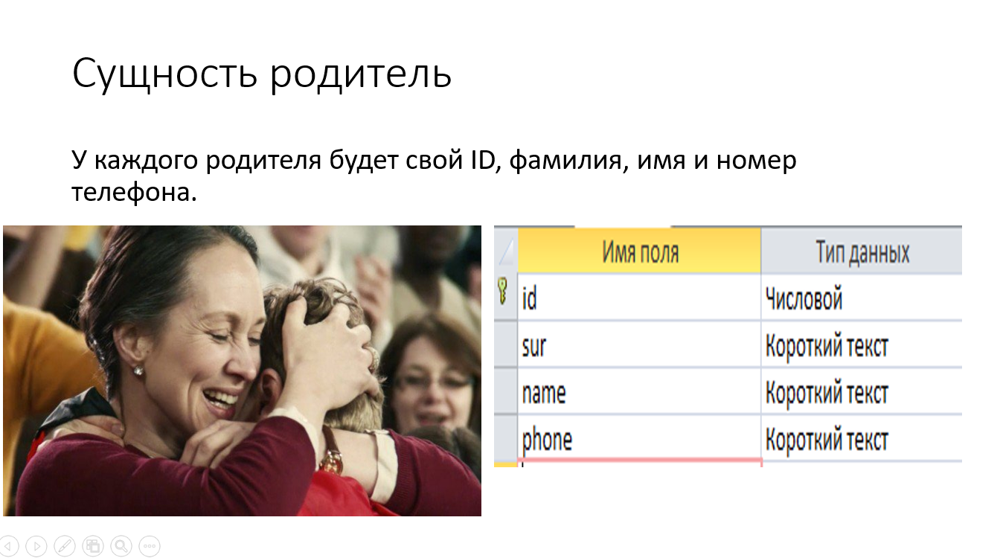 Сущность родитель
У каждого родителя будет свой ID, фамилия, имя и номер
телефона.
Имя поля Тип данных
id Числовой
sur Короткий текст
name Короткий текст
phone Короткий текст